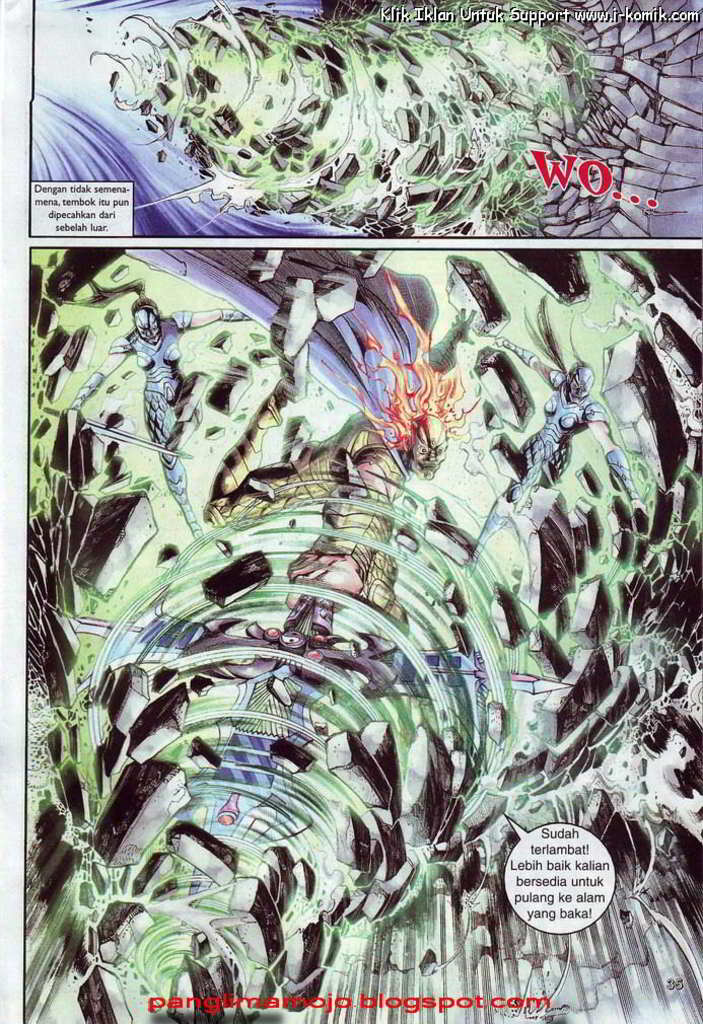 Klik Iklan Untuk Support www.i-komik.com
WO...
Dengan tidak semena-
mena, tembok itu pun
dipecahkan dari
sebelah luar.
Sudah
terlambat!
Lebih baik kalian
bersedia untuk
pulang ke alam
yang baka!
35
panglimamojo.blogspot.com